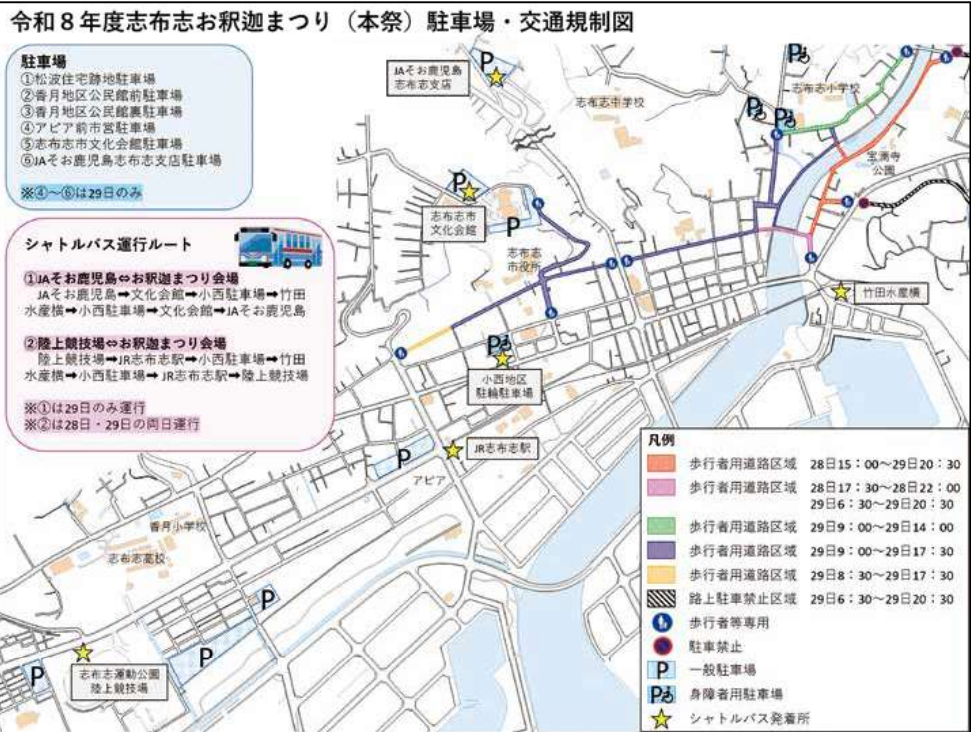 令和８年度志布志お釈迦まつり（本祭）駐車場・交通規制図
駐車場
①松波住宅跡地駐車場
②香月地区公民館前駐車場
③香月地区公民館裏駐車場
④アピア前市営駐車場
⑤志布志市文化会館駐車場
⑥JAそお鹿児島志布志支店駐車場
※④～⑥は29日のみ
シャトルバス運行ルート
①JAそお鹿児島⇔お釈迦まつり会場
JAそお鹿児島➡文化会館➡小西駐車場➡竹田
水産横➡小西駐車場➡文化会館➡JAそお鹿児島
②陸上競技場⇔お釈迦まつり会場
陸上競技場➡JR志布志駅➡小西駐車場➡竹田
水産横➡小西駐車場➡ JR志布志駅➡陸上競技場
※①は29日のみ運行
※②は28日・29日の両日運行
JAそお鹿児島
志布志支店
P
志布志中学校
P
志布志小学校
P
P
宝満寺
公園
P
志布志市
文化会館
P
志布志
市役所
竹田水産横
P
小西地区
駐輪駐車場
JR志布志駅
P
アピア
香月小学校
志布志高校
P
P
P
志布志運動公園
陸上競技場
凡例
歩行者用道路区域 28日15：00～29日20：30
歩行者用道路区域 28日17：30～28日22：00
29日6：30～29日20：30
歩行者用道路区域 29日9：00～29日14：00
歩行者用道路区域 29日9：00～29日17：30
歩行者用道路区域 29日8：30～29日17：30
路上駐車禁止区域 29日6：30～29日20：30
歩行者等専用
駐車禁止
P 一般駐車場
P 身障者用駐車場
シャトルバス発着所